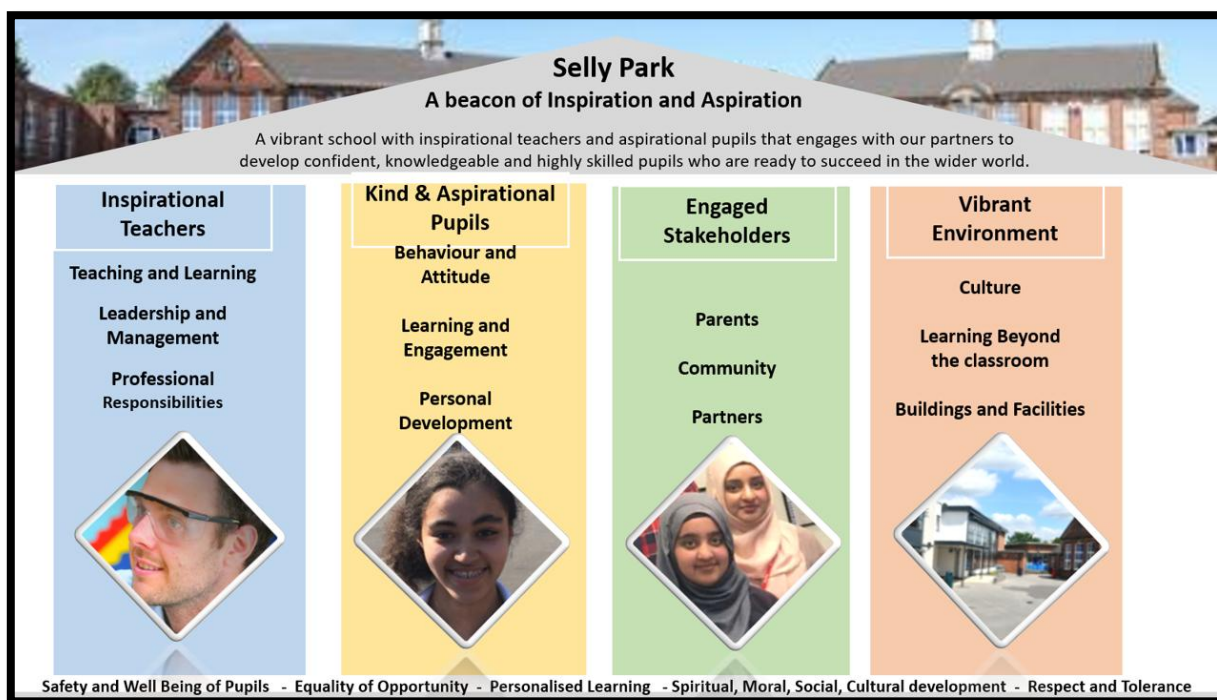 Selly Park
A beacon of Inspiration and Aspiration
A vibrant school with inspirational teachers and aspirational pupils that engages with our partners to
develop confident, knowledgeable and highly skilled pupils who are ready to succeed in the wider world.
Inspirational
Teachers
Teaching and Learning
Leadership and
Management
Professional
Responsibilities
Kind & Aspirational
Pupils
Behaviour and
Attitude
Learning and
Engagement
Personal
Development
Engaged
Stakeholders
Parents
Community
Partners
Vibrant
Environment
Culture
Learning Beyond
the classroom
Buildings and Facilities
Safety and Well Being of Pupils - Equality of Opportunity - Personalised Learning - Spiritual, Moral, Social, Cultural development - Respect and Tolerance